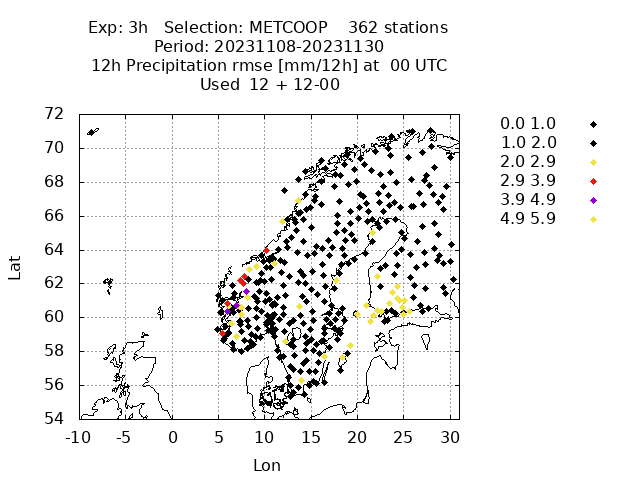 Exp: 3h   Selection: METCOOP    362 stations
Period: 20231108-20231130
12h Precipitation rmse [mm/12h] at  00 UTC
Used  12 + 12-00
0.0 1.0
1.0 2.0
2.0 2.9
2.9 3.9
3.9 4.9
4.9 5.9
72
70
68
66
64
62
60
58
56
54
Lat
-10 -5 0 5 10 15 20 25 30
Lon